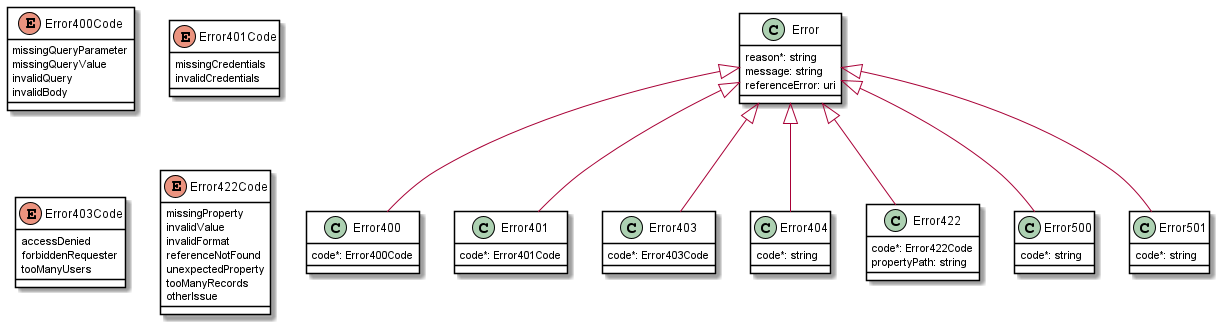 E Error400Code
missingQueryParameter
missingQueryValue
invalidQuery
invalidBody
E Error401Code
missingCredentials
invalidCredentials
C Error
reason*: string
message: string
referenceError: uri
E Error403Code
accessDenied
forbiddenRequester
tooManyUsers
E Error422Code
missingProperty
invalidValue
invalidFormat
referenceNotFound
unexpectedProperty
tooManyRecords
otherIssue
C Error400
code*: Error400Code
C Error401
code*: Error401Code
C Error403
code*: Error403Code
C Error404
code*: string
C Error422
code*: Error422Code
propertyPath: string
C Error500
code*: string
C Error501
code*: string